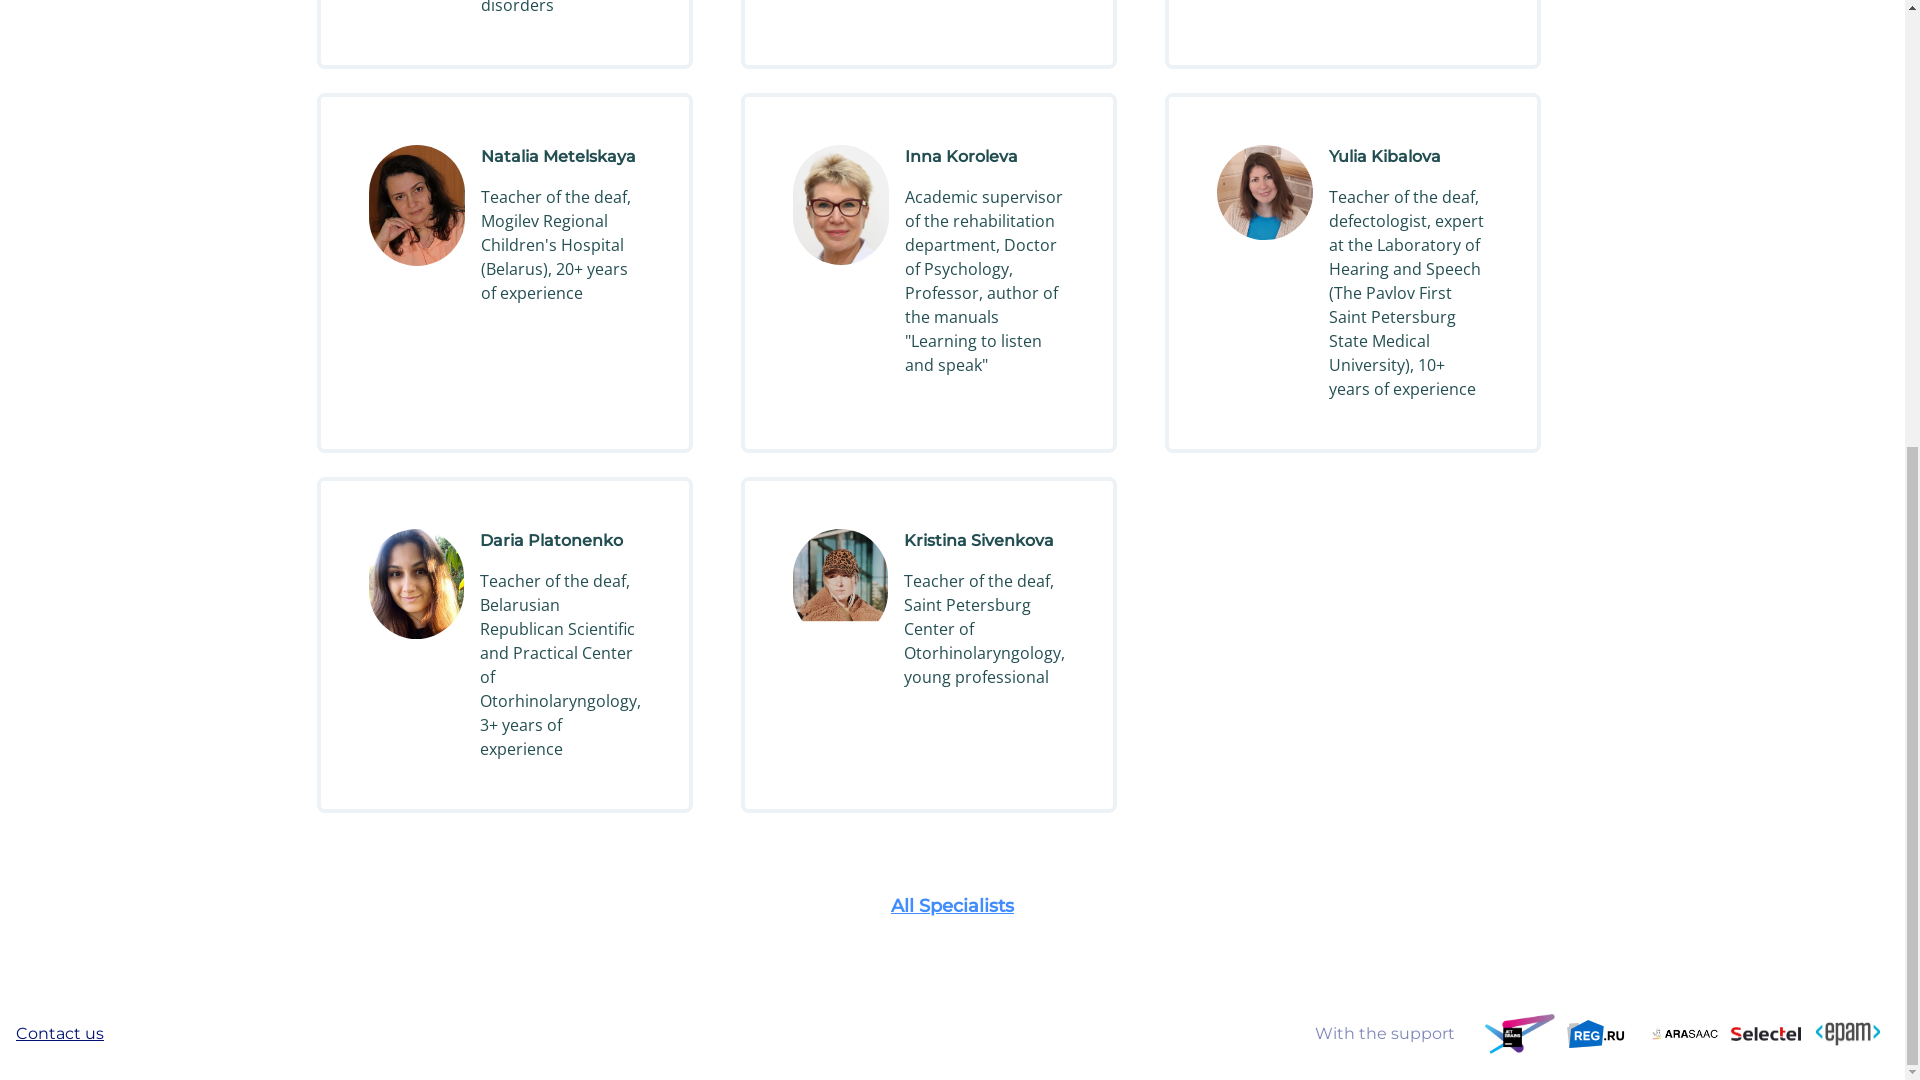 disorders
Natalia Metelskaya
Teacher of the deaf,
Mogilev Regional
Children's Hospital
(Belarus), 20+ years
of experience
Inna Koroleva
Academic supervisor
of the rehabilitation
department, Doctor
of Psychology,
Professor, author of
the manuals
"Learning to listen
and speak"
Yulia Kibalova
Teacher of the deaf,
defectologist, expert
at the Laboratory of
Hearing and Speech
(The Pavlov First
Saint Petersburg
State Medical
University), 10+
years of experience
Daria Platonenko
Teacher of the deaf,
Belarusian
Republican Scientific
and Practical Center
of
Otorhinolaryngology,
3+ years of
experience
Kristina Sivenkova
Teacher of the deaf,
Saint Petersburg
Center of
Otorhinolaryngology,
young professional
All Specialists
Contact us
With the support
JET
BRAINS
REG.RU
ARASAAC
Selectel
<epam>